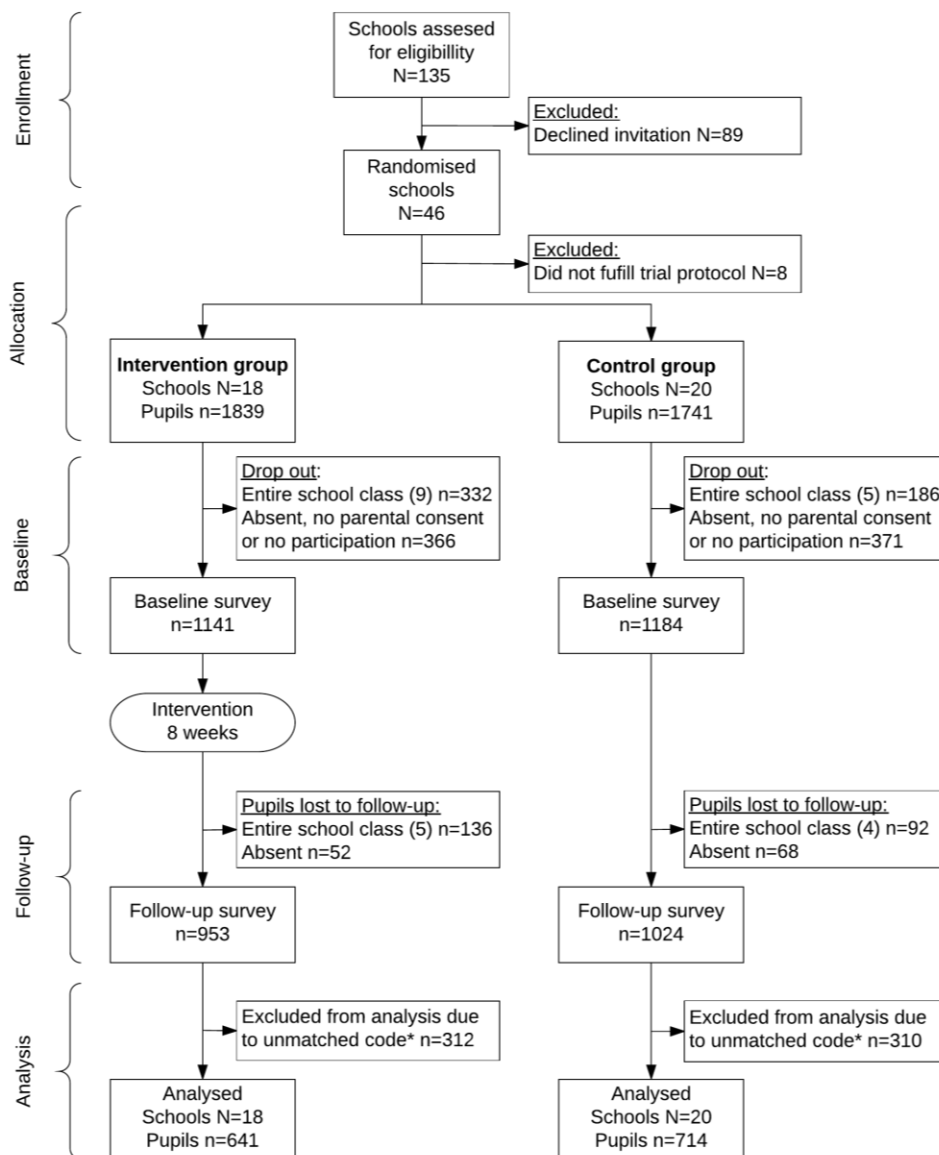 Enrollment
Schools assesed
for eligibillity
N=135
Excluded:
Declined invitation N=89
Randomised
schools
N=46
Allocation
Excluded:
Did not fufill trial protocol N=8
Intervention group
Schools N=18
Pupils n=1839
Control group
Schools N=20
Pupils n=1741
Baseline
Drop out:
Entire school class (9) n=332
Absent, no parental consent
or no participation n=366
Drop out:
Entire school class (5) n=186
Absent, no parental consent
or no participation n=371
Baseline survey
n=1141
Baseline survey
n=1184
Intervention
8 weeks
Follow-up
Pupils lost to follow-up:
Entire school class (5) n=136
Absent n=52
Pupils lost to follow-up:
Entire school class (4) n=92
Absent n=68
Follow-up survey
n=953
Follow-up survey
n=1024
Analysis
Excluded from analysis due
to unmatched code* n=312
Excluded from analysis due
to unmatched code* n=310
Analysed
Schools N=18
Pupils n=641
Analysed
Schools N=20
Pupils n=714